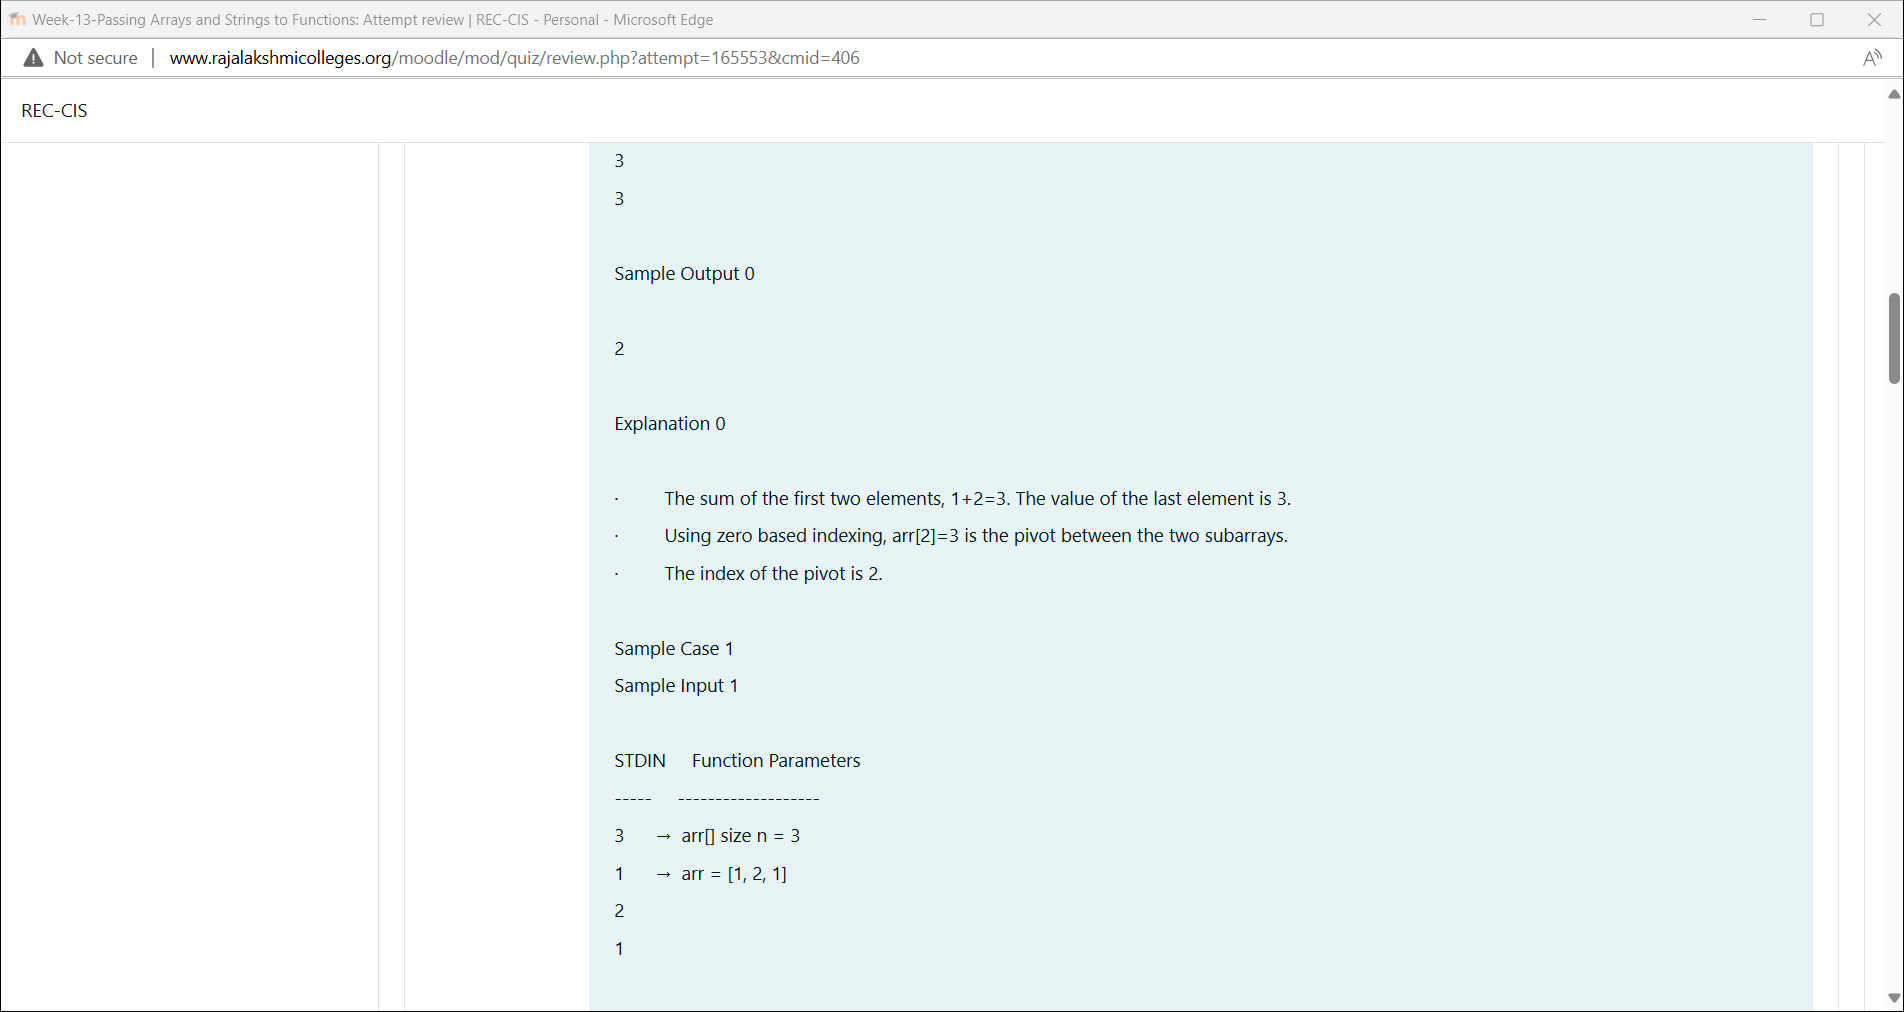 Week-13-Passing Arrays and Strings to Functions: Attempt review | REC-CIS - Personal - Microsoft Edge
Not secure | www.rajalakshmicolleges.org/moodle/mod/quiz/review.php?attempt=165553&cmid=406
REC-CIS
3
3
Sample Output 0
2
Explanation 0
· The sum of the first two elements, 1+2=3. The value of the last element is 3.
· Using zero based indexing, arr[2]=3 is the pivot between the two subarrays.
· The index of the pivot is 2.
Sample Case 1
Sample Input 1
STDIN Function Parameters
----- -------------------
3 → arr[] size n = 3
1 → arr = [1, 2, 1]
2
1